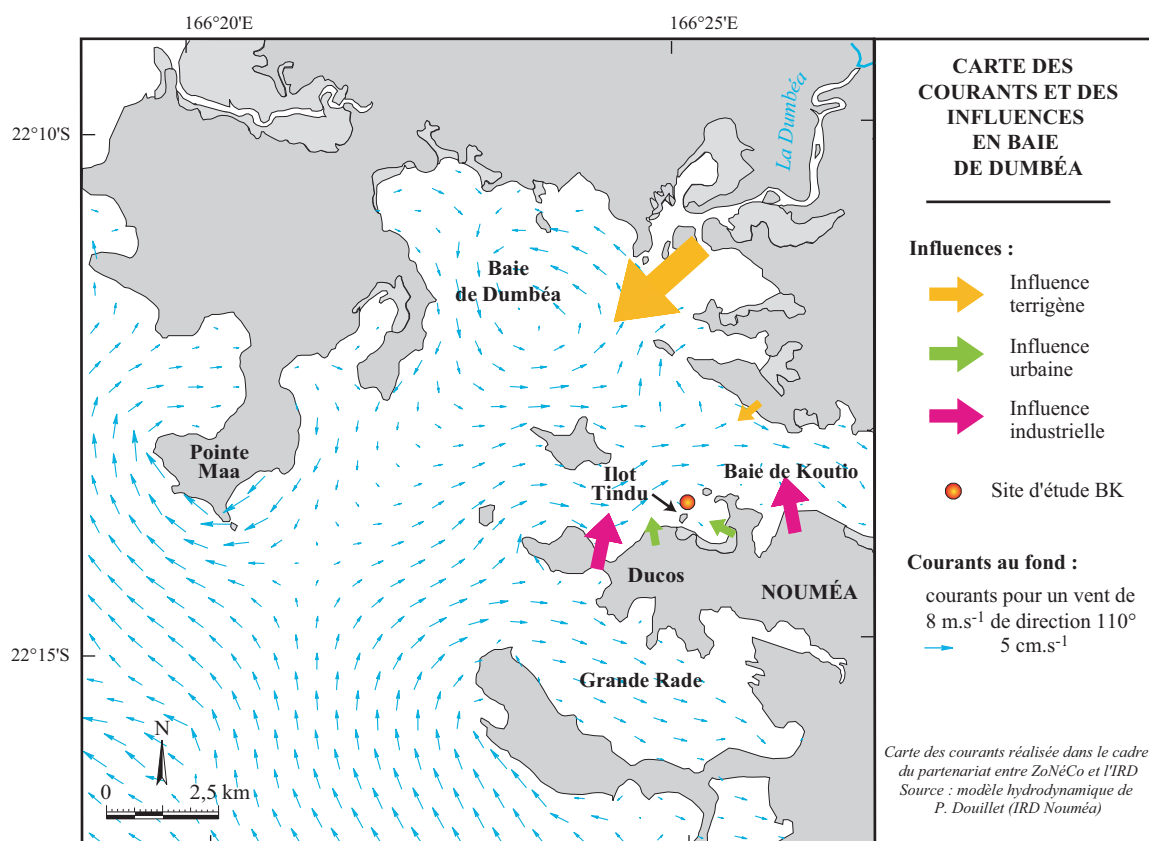 166°20'E
166°25'E
22°10'S
22°15'S
La Dumbéa
Baie
de Dumbéa
Pointe
Maa
Ilot
Tindu
Baie de Koutio
Ducos
NOUMÉA
Grande Rade
N
0
2,5 km
CARTE DES
COURANTS ET DES
INFLUENCES
EN BAIE
DE DUMBÉA
Influences :
Influence
terrigène
Influence
urbaine
Influence
industrielle
Site d'étude BK
Courants au fond :
courants pour un vent de
8 m.s⁻¹ de direction 110°
5 cm.s⁻¹
Carte des courants réalisée dans le cadre
du partenariat entre ZoNéCo et l'IRD
Source : modèle hydrodynamique de
P. Douillet (IRD Nouméa)